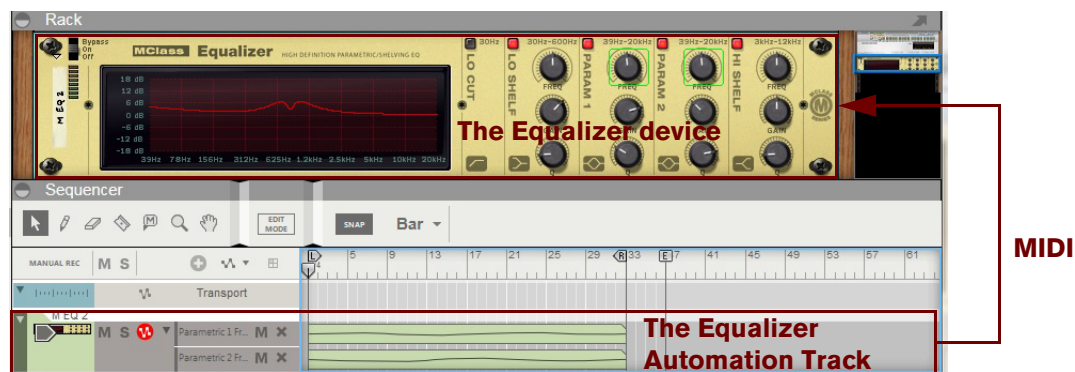 Rack
Bypass
On
Off
MClass Equalizer HIGH DEFINITION PARAMETRIC/SHELVING EQ
30Hz 30Hz-600Hz 39Hz-20kHz 39Hz-20kHz 3kHz-12kHz
LO CUT
LO SHELF
PARAM 1
PARAM 2
HI SHELF
FREQ FREQ FREQ FREQ
GAIN
Q Q
M EQ 2
18 dB
12 dB
6 dB
0 dB
-6 dB
-12 dB
-18 dB
39Hz 78Hz 156Hz 312Hz 625Hz 1.2kHz 2.5kHz 5kHz 10kHz 20kHz
MCLASS
M
The Equalizer device
Sequencer
M
EDIT MODE
SNAP
Bar
MIDI
MANUAL REC M S
L 5 9 13 17 21 25 29 R 33 E 7 41 45 49 53 57 61
Transport
M EQ 2
M S
Parametric 1 Fr... M
Parametric 2 Fr... M
The Equalizer
Automation Track